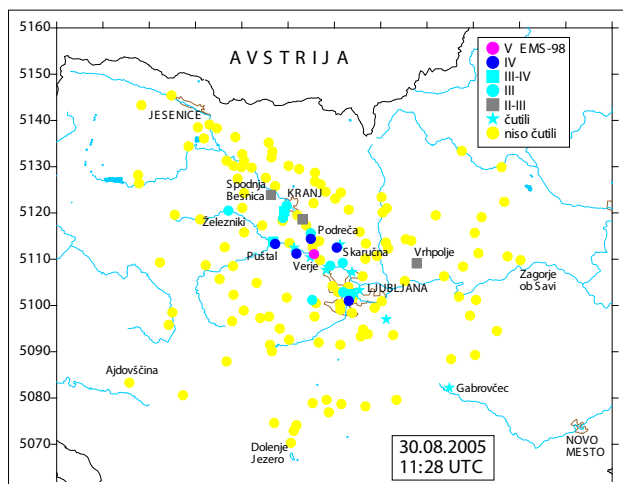 5160
5150
5140
5130
5120
5110
5100
5090
5080
5070
AVSTRIJA
V EMS-98
IV
III-IV
III
II-III
čutili
niso čutili
JESENICE
Spodnja
Besnica
KRANJ
Železniki
Podreča
Puštal
Skaručna
Verje
Vrhpolje
Zagorje
ob Savi
LJUBLJANA
Ajdovščina
Gabrovčec
Dolenje
Jezero
NOVO
MESTO
30.08.2005
11:28 UTC